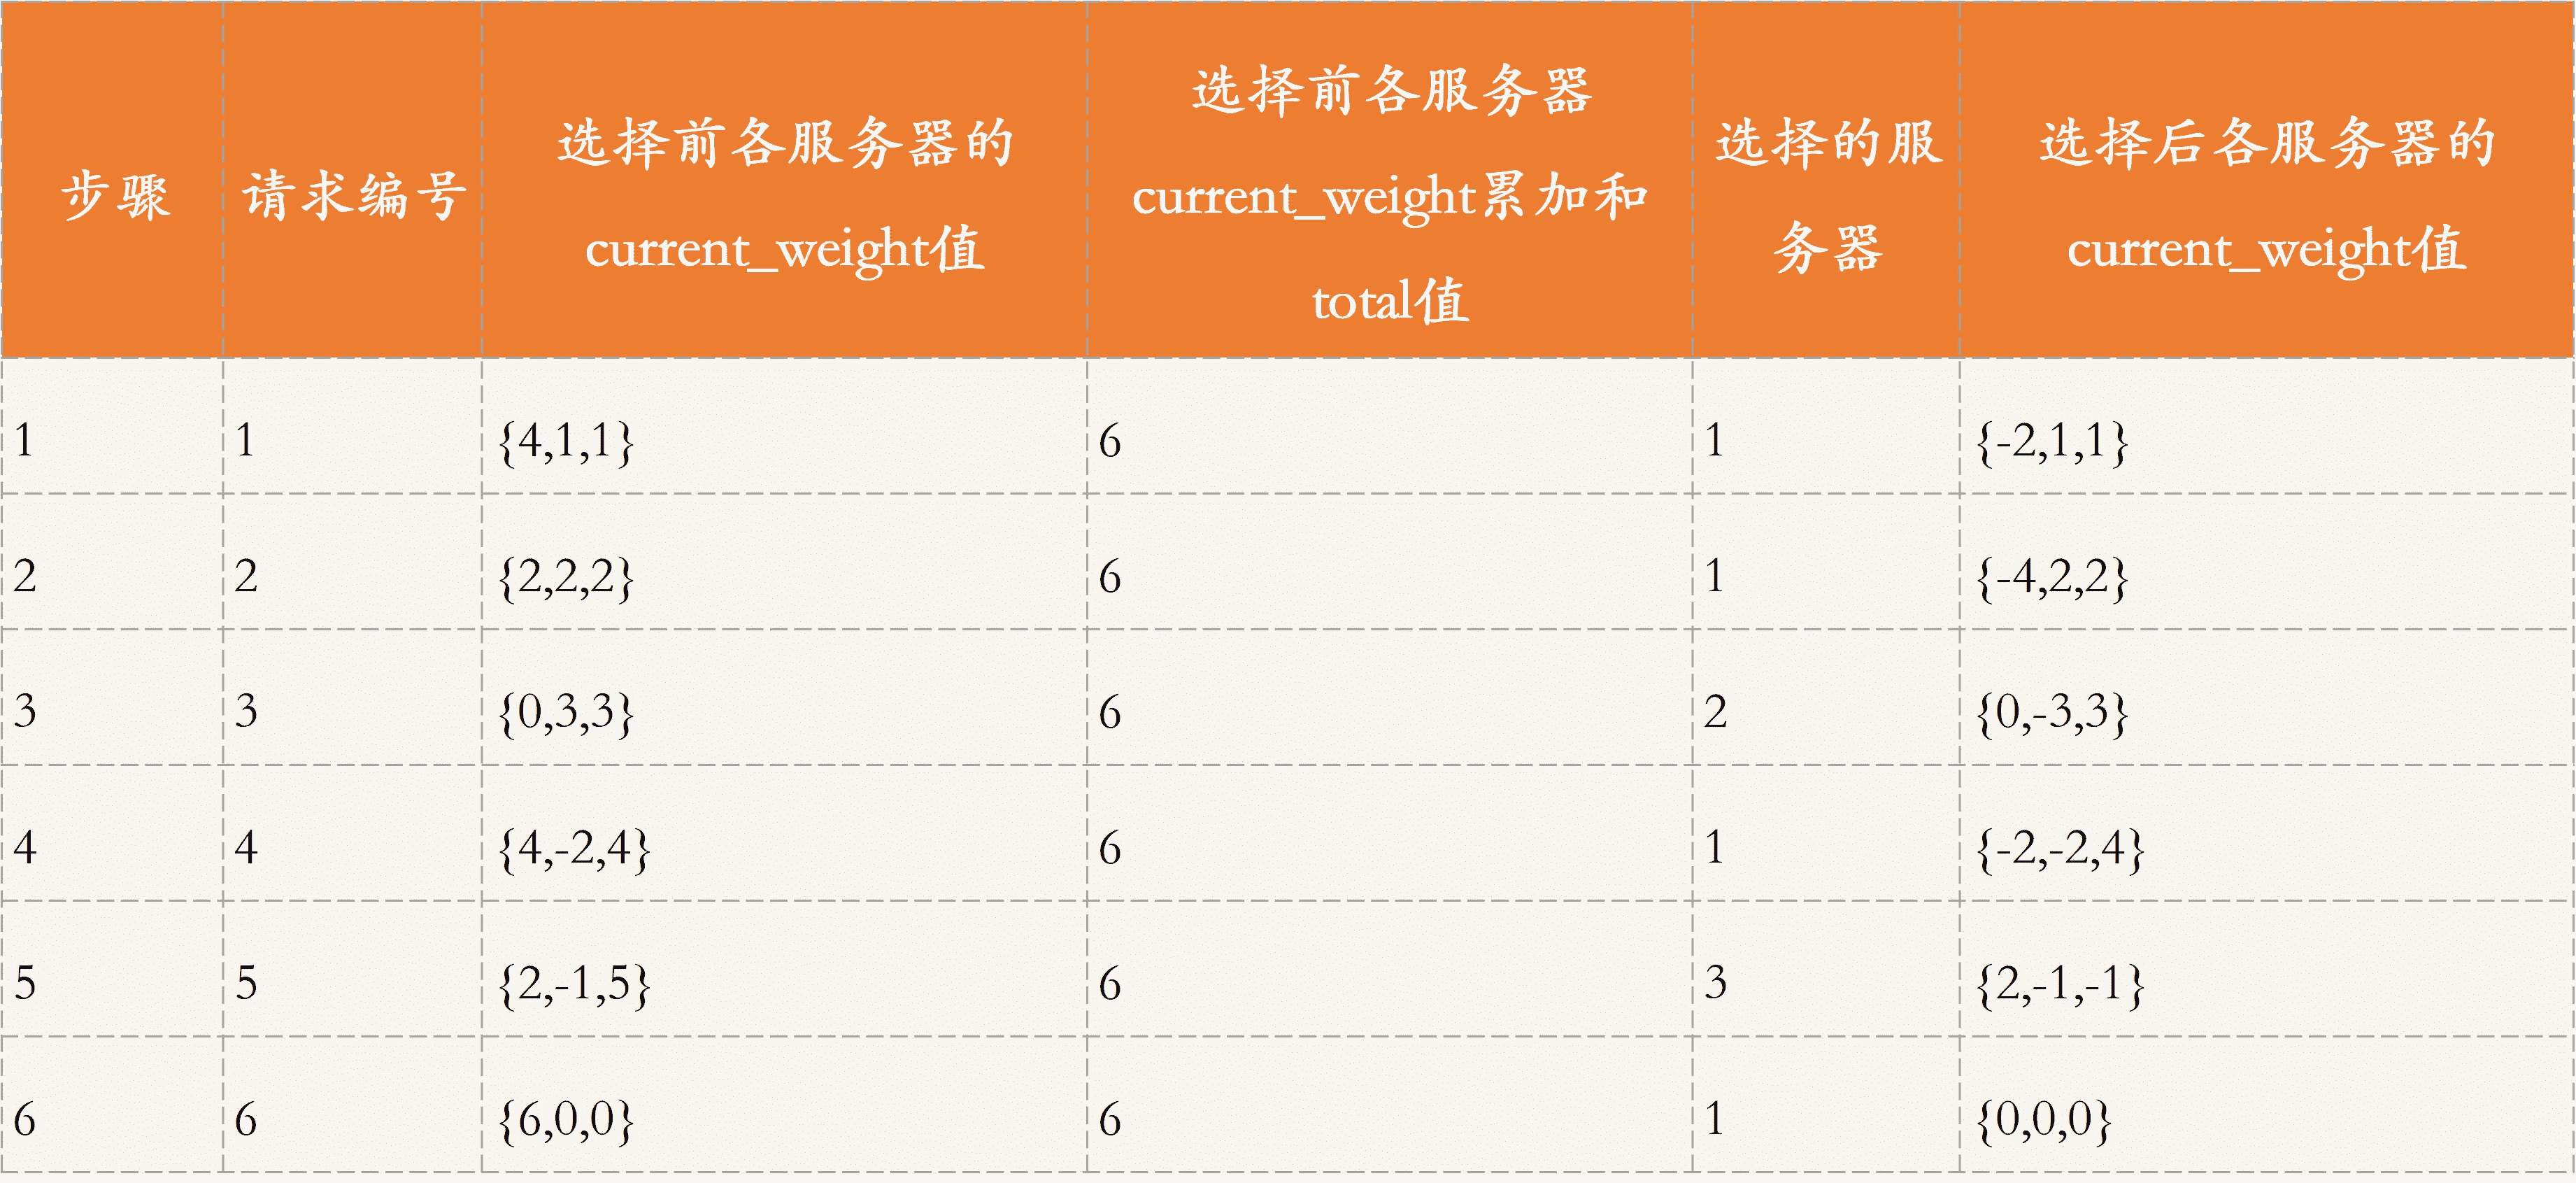 步骤
请求编号
选择前各服务器的
current_weight值
选择前各服务器
current_weight累加和
total值
选择的服
务器
选择后各服务器的
current_weight值
1 1 {4,1,1} 6 1 {-2,1,1}
2 2 {2,2,2} 6 1 {-4,2,2}
3 3 {0,3,3} 6 2 {0,-3,3}
4 4 {4,-2,4} 6 1 {-2,-2,4}
5 5 {2,-1,5} 6 3 {2,-1,-1}
6 6 {6,0,0} 6 1 {0,0,0}